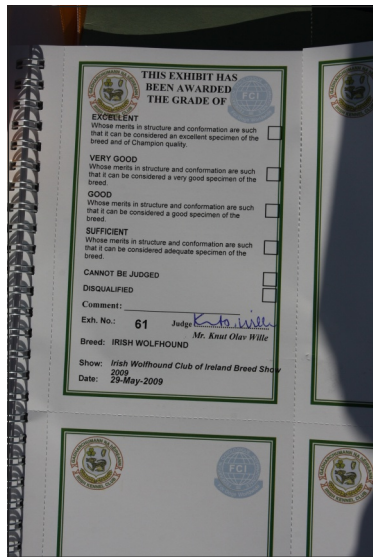 THIS EXHIBIT HAS
BEEN AWARDED
THE GRADE OF
FCI
EXCELLENT
Whose merits in structure and conformation are such
that it can be considered an excellent specimen of the
breed and of Champion quality.
VERY GOOD
Whose merits in structure and conformation are such
that it can be considered a very good specimen of the
breed.
GOOD
Whose merits in structure and conformation are such
that it can be considered a good specimen of the
breed.
SUFFICIENT
Whose merits in structure and conformation are such
that it can be considered adequate specimen of the
breed.
CANNOT BE JUDGED
DISQUALIFIED
Comment:
Exh. No.: 61 Judge Knut O. Wille
Mr. Knut Olav Wille
Breed: IRISH WOLFHOUND
Show: Irish Wolfhound Club of Ireland Breed Show
2009
Date: 29-May-2009
FCI